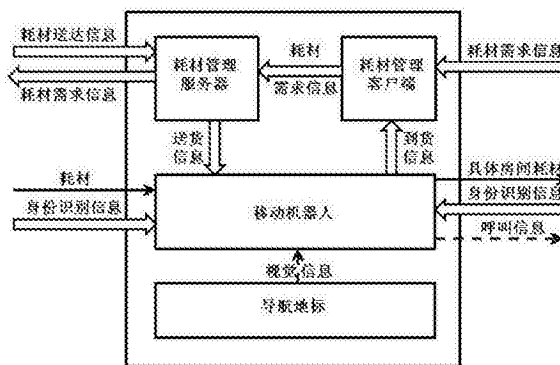 耗材送达信息
耗材需求信息
耗材管理
服务器
耗材
需求信息
耗材管理
客户端
耗材需求信息
送货
信息
到货
信息
耗材
身份识别信息
移动机器人
具体房间耗材
身份识别信息
呼叫信息
视觉信息
导航地标